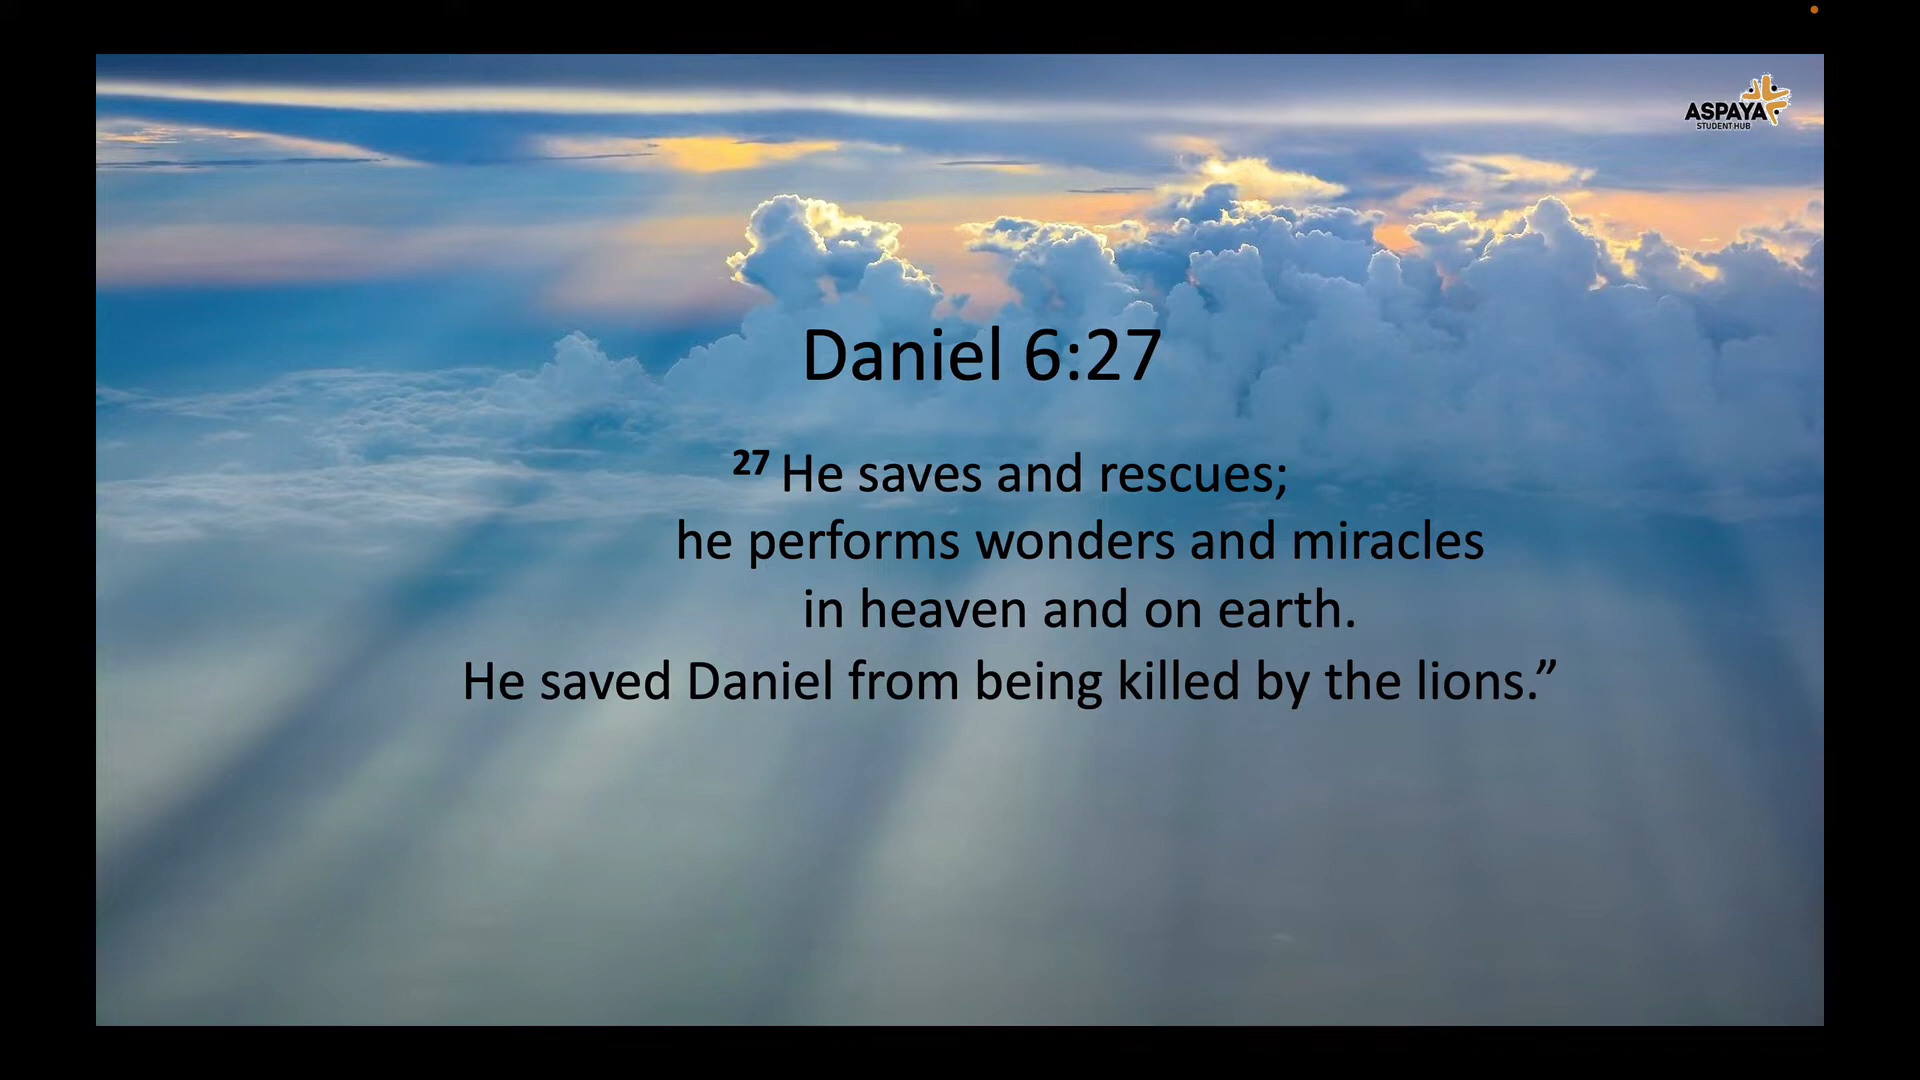 ASPAYA
STUDENT HUB
Daniel 6:27
27 He saves and rescues;
he performs wonders and miracles
in heaven and on earth.
He saved Daniel from being killed by the lions.”